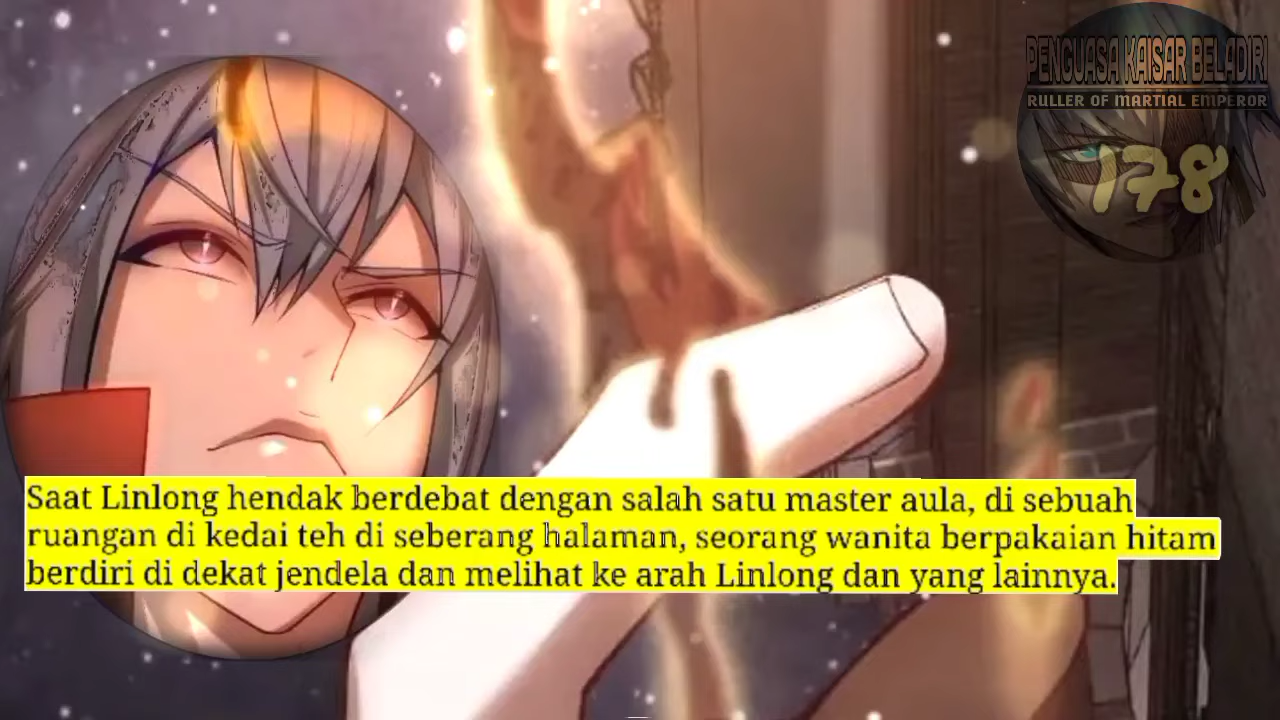 PENGUASA KAISAR BELADIRI
RULLER OF MARTIAL EMPEROR
178
Saat Linlong hendak berdebat dengan salah satu master aula, di sebuah
ruangan di kedai teh di seberang halaman, seorang wanita berpakaian hitam
berdiri di dekat jendela dan melihat ke arah Linlong dan yang lainnya.